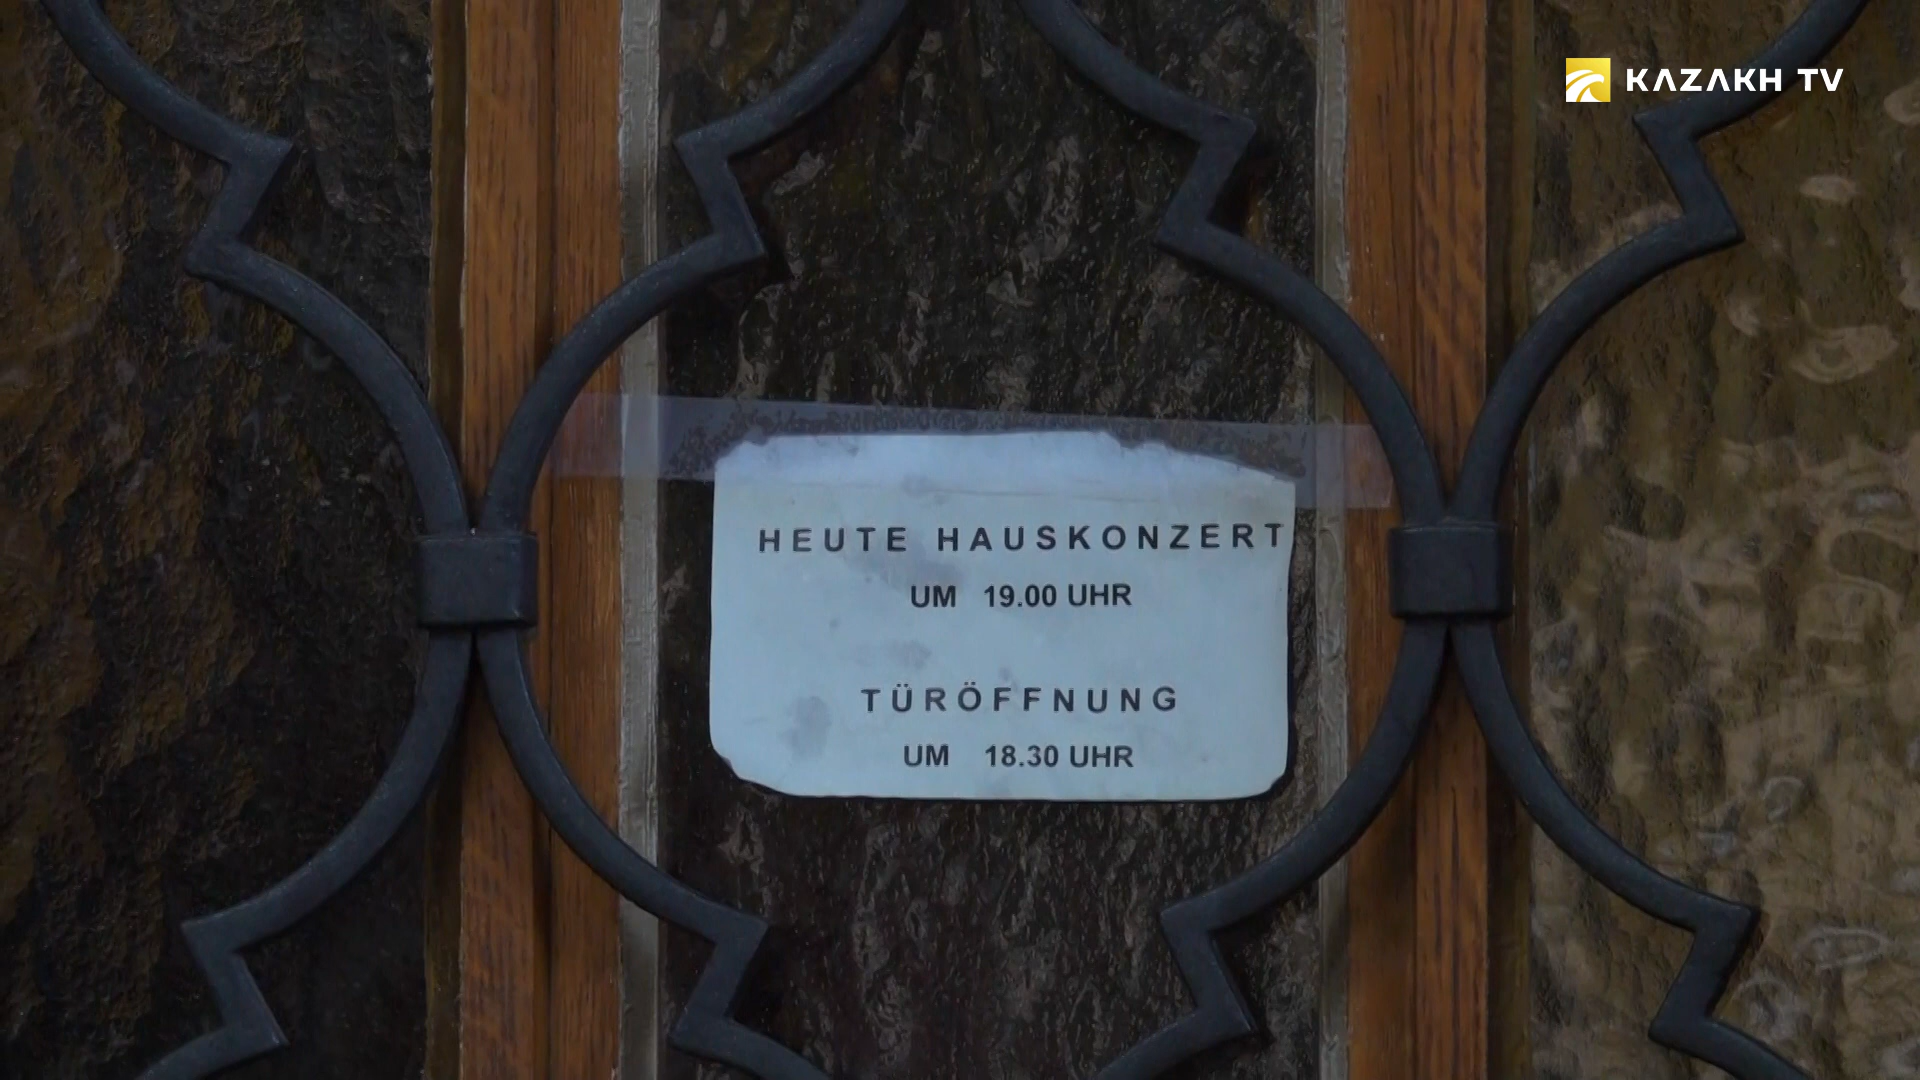 KAZAKH TV
HEUTE HAUSKONZERT
UM 19.00 UHR
TÜRÖFFNUNG
UM 18.30 UHR